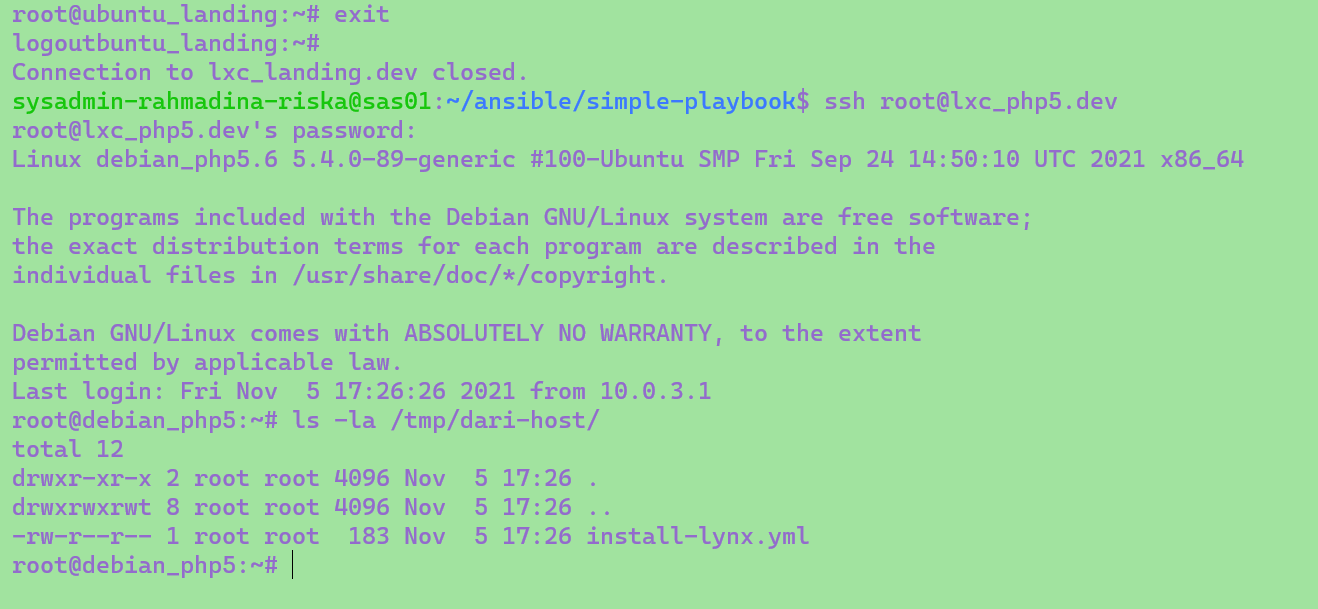 root@ubuntu_landing:~# exit
logoutbuntu_landing:~#
Connection to lxc_landing.dev closed.
sysadmin-rahmadina-riska@sas01:~/ansible/simple-playbook$ ssh root@lxc_php5.dev
root@lxc_php5.dev's password:
Linux debian_php5.6 5.4.0-89-generic #100-Ubuntu SMP Fri Sep 24 14:50:10 UTC 2021 x86_64

The programs included with the Debian GNU/Linux system are free software;
the exact distribution terms for each program are described in the
individual files in /usr/share/doc/*/copyright.

Debian GNU/Linux comes with ABSOLUTELY NO WARRANTY, to the extent
permitted by applicable law.
Last login: Fri Nov  5 17:26:26 2021 from 10.0.3.1
root@debian_php5:~# ls -la /tmp/dari-host/
total 12
drwxr-xr-x 2 root root 4096 Nov  5 17:26 .
drwxrwxrwt 8 root root 4096 Nov  5 17:26 ..
-rw-r--r-- 1 root root  183 Nov  5 17:26 install-lynx.yml
root@debian_php5:~#